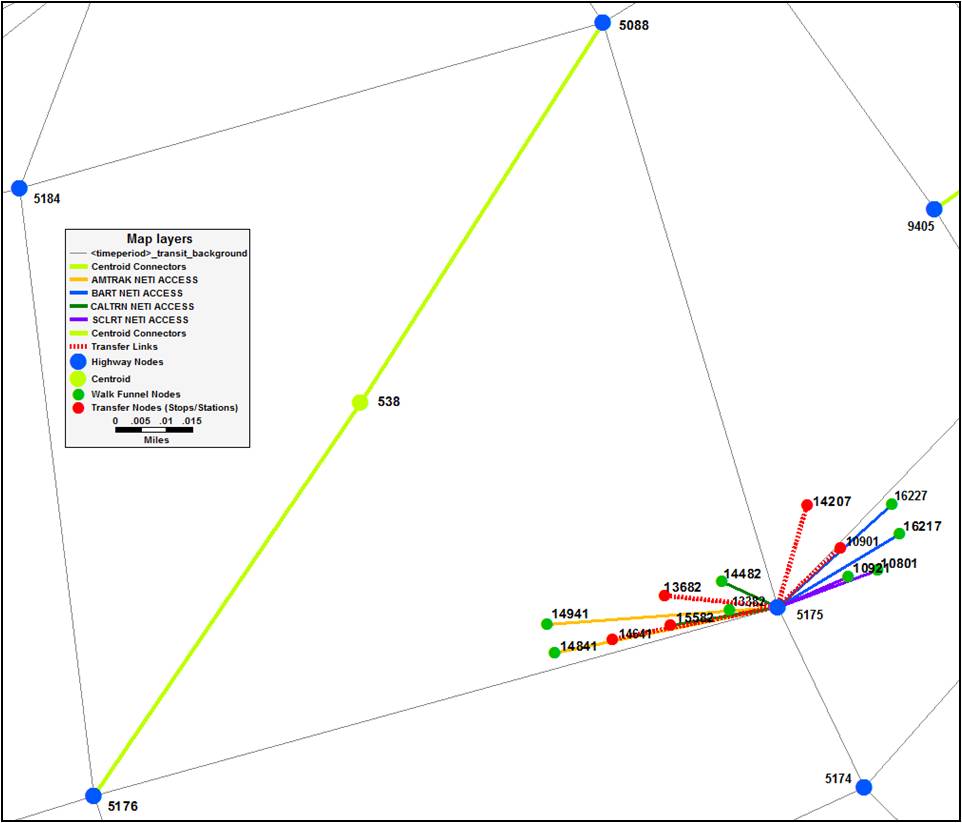 5088
5184
9405
Map layers
<timeperiod>_transit_background
Centroid Connectors
AMTRAK NETI ACCESS
BART NETI ACCESS
CALTRN NETI ACCESS
SCLRT NETI ACCESS
Centroid Connectors
Transfer Links
Highway Nodes
Centroid
Walk Funnel Nodes
Transfer Nodes (Stops/Stations)
0 .005 .01 .015
Miles
538
16227
14207
16217
10901
10921
10801
14482
13682
13382
14941
15582
5175
14641
14841
5174
5176